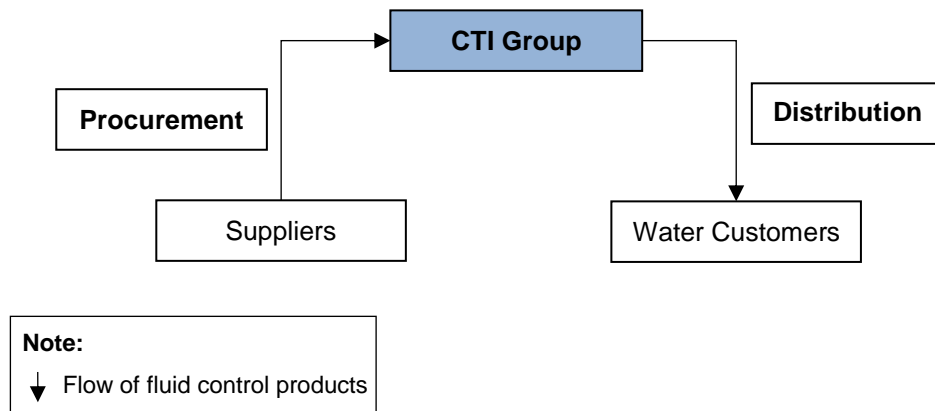 CTI Group
Procurement
Distribution
Suppliers
Water Customers
Note:
Flow of fluid control products